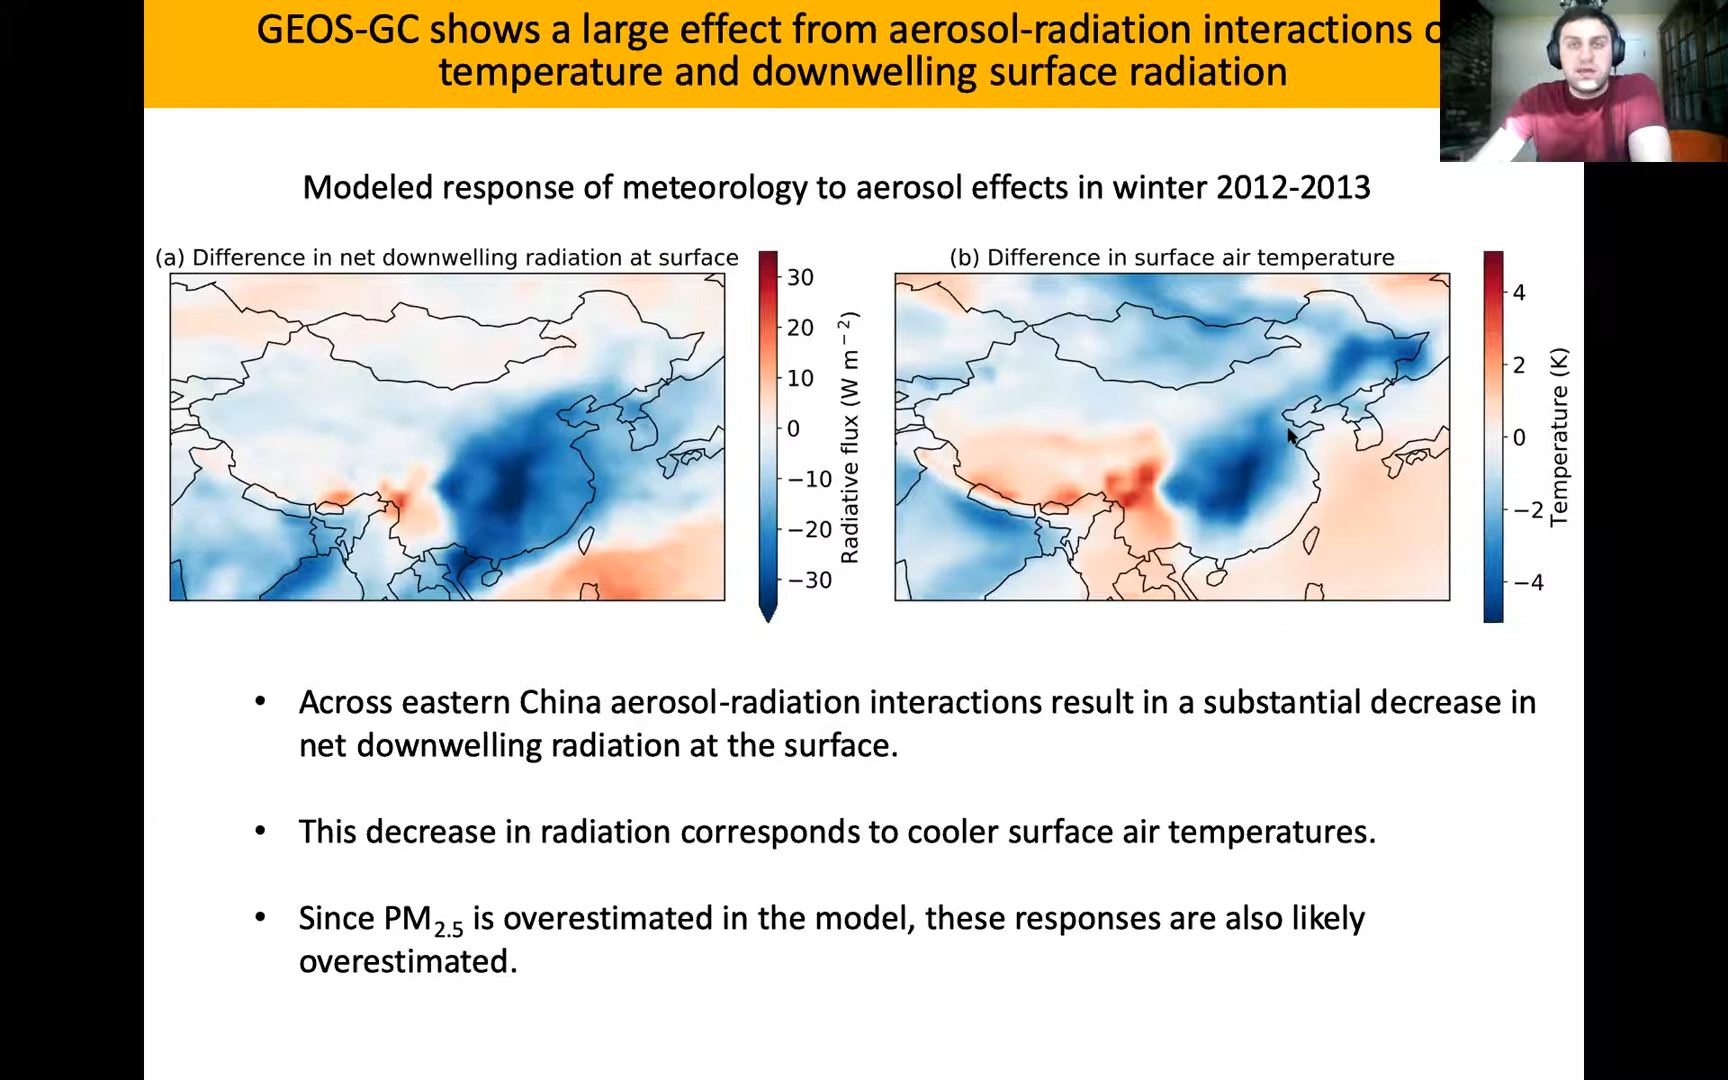 GEOS-GC shows a large effect from aerosol-radiation interactions
temperature and downwelling surface radiation
Modeled response of meteorology to aerosol effects in winter 2012-2013
(a) Difference in net downwelling radiation at surface
30
20
10
0
−10
−20
−30
Radiative flux (W m⁻²)
(b) Difference in surface air temperature
4
2
0
−2
−4
Temperature (K)
• Across eastern China aerosol-radiation interactions result in a substantial decrease in
net downwelling radiation at the surface.
• This decrease in radiation corresponds to cooler surface air temperatures.
• Since PM₂.₅ is overestimated in the model, these responses are also likely
overestimated.